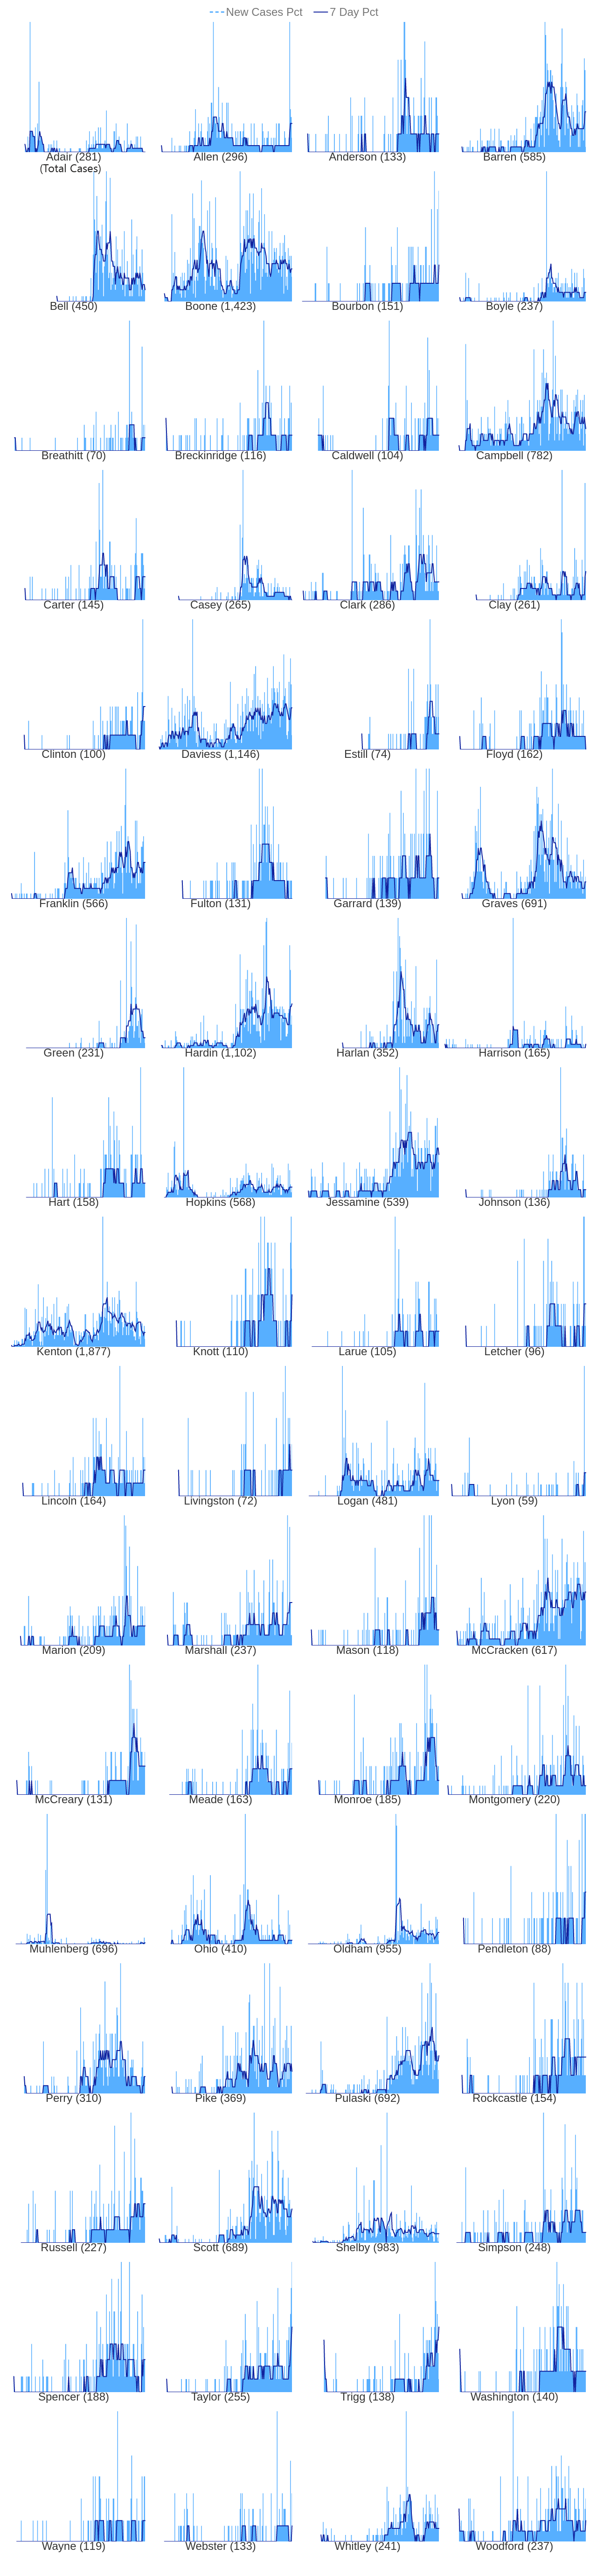 New Cases Pct 7 Day Pct
Adair (281) Allen (296) Anderson (133) Barren (585)
(Total Cases)
Bell (450) Boone (1,423) Bourbon (151) Boyle (237)
Breathitt (70) Breckinridge (116) Caldwell (104) Campbell (782)
Carter (145) Casey (265) Clark (286) Clay (261)
Clinton (100) Daviess (1,146) Estill (74) Floyd (162)
Franklin (566) Fulton (131) Garrard (139) Graves (691)
Green (231) Hardin (1,102) Harlan (352) Harrison (165)
Hart (158) Hopkins (568) Jessamine (539) Johnson (136)
Kenton (1,877) Knott (110) Larue (105) Letcher (96)
Lincoln (164) Livingston (72) Logan (481) Lyon (59)
Marion (209) Marshall (237) Mason (118) McCracken (617)
McCreary (131) Meade (163) Monroe (185) Montgomery (220)
Muhlenberg (696) Ohio (410) Oldham (955) Pendleton (88)
Perry (310) Pike (369) Pulaski (692) Rockcastle (154)
Russell (227) Scott (689) Shelby (983) Simpson (248)
Spencer (188) Taylor (255) Trigg (138) Washington (140)
Wayne (119) Webster (133) Whitley (241) Woodford (237)